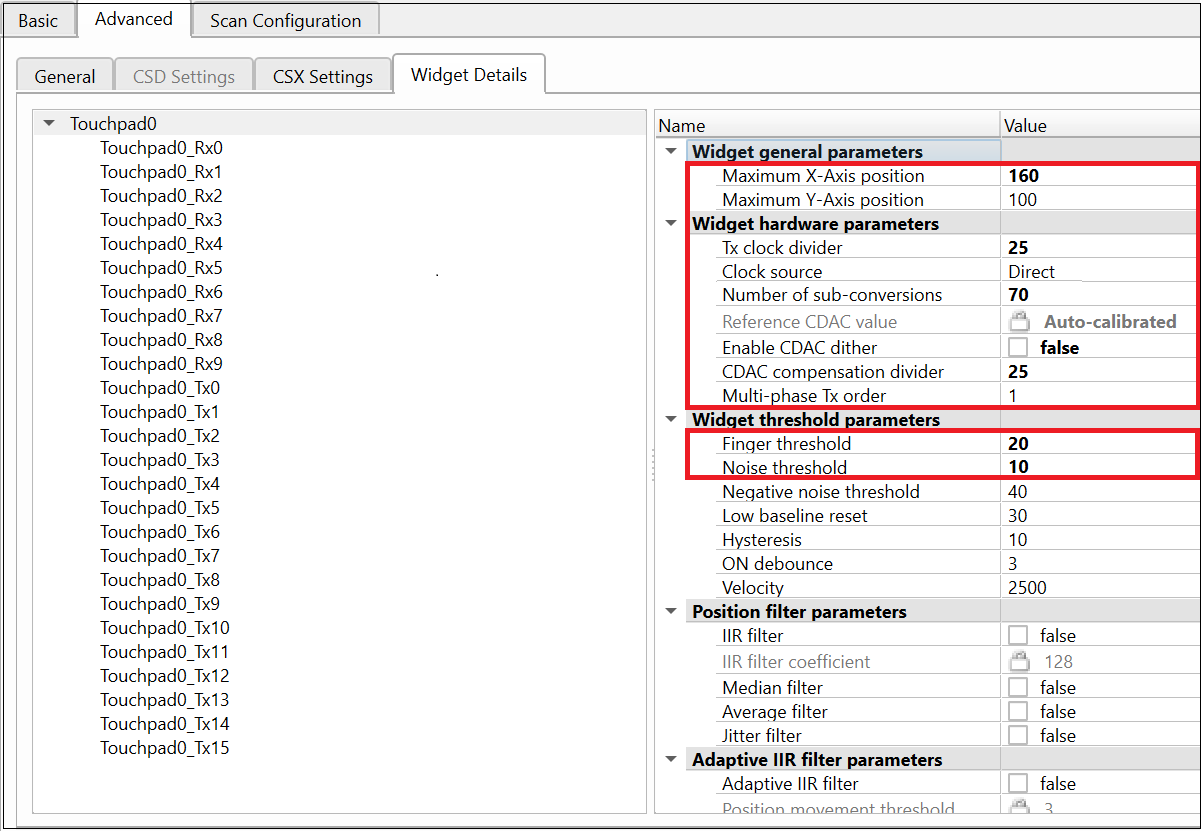 Basic
Advanced
Scan Configuration
General
CSD Settings
CSX Settings
Widget Details
Touchpad0
Touchpad0_Rx0
Touchpad0_Rx1
Touchpad0_Rx2
Touchpad0_Rx3
Touchpad0_Rx4
Touchpad0_Rx5
Touchpad0_Rx6
Touchpad0_Rx7
Touchpad0_Rx8
Touchpad0_Rx9
Touchpad0_Tx0
Touchpad0_Tx1
Touchpad0_Tx2
Touchpad0_Tx3
Touchpad0_Tx4
Touchpad0_Tx5
Touchpad0_Tx6
Touchpad0_Tx7
Touchpad0_Tx8
Touchpad0_Tx9
Touchpad0_Tx10
Touchpad0_Tx11
Touchpad0_Tx12
Touchpad0_Tx13
Touchpad0_Tx14
Touchpad0_Tx15
Name Value
Widget general parameters
Maximum X-Axis position 160
Maximum Y-Axis position 100
Widget hardware parameters
Tx clock divider 25
Clock source Direct
Number of sub-conversions 70
Reference CDAC value Auto-calibrated
Enable CDAC dither false
CDAC compensation divider 25
Multi-phase Tx order 1
Widget threshold parameters
Finger threshold 20
Noise threshold 10
Negative noise threshold 40
Low baseline reset 30
Hysteresis 10
ON debounce 3
Velocity 2500
Position filter parameters
IIR filter false
IIR filter coefficient 128
Median filter false
Average filter false
Jitter filter false
Adaptive IIR filter parameters
Adaptive IIR filter false
Position movement threshold 3